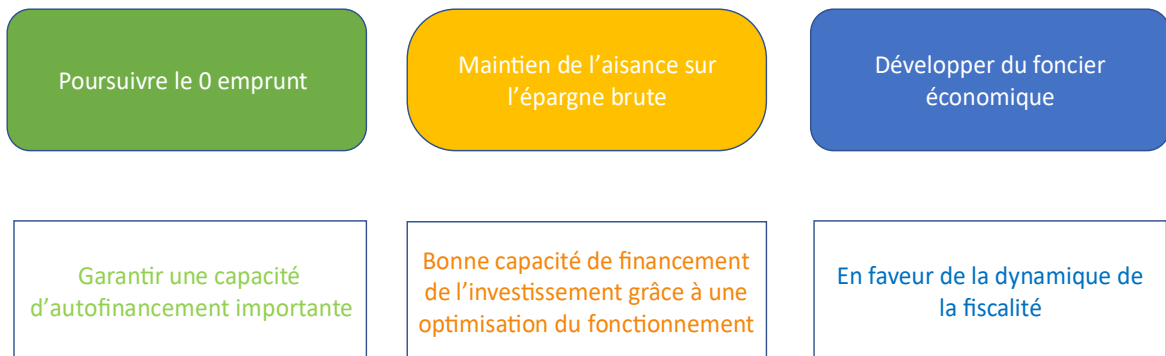 Poursuivre le 0 emprunt
Maintien de l’aisance sur
l’épargne brute
Développer du foncier
économique
Garantir une capacité
d’autofinancement importante
Bonne capacité de financement
de l’investissement grâce à une
optimisation du fonctionnement
En faveur de la dynamique de
la fiscalité